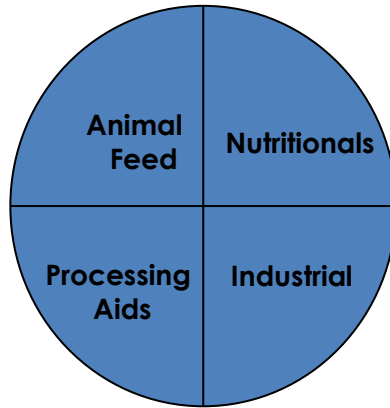 Animal
Feed
Nutritionals
Processing
Aids
Industrial